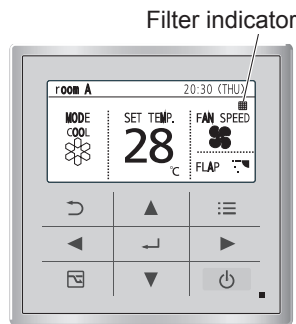 Filter indicator
room A 20:30 (THU)
MODE SET TEMP. FAN SPEED
COOL
28
℃
FLAP